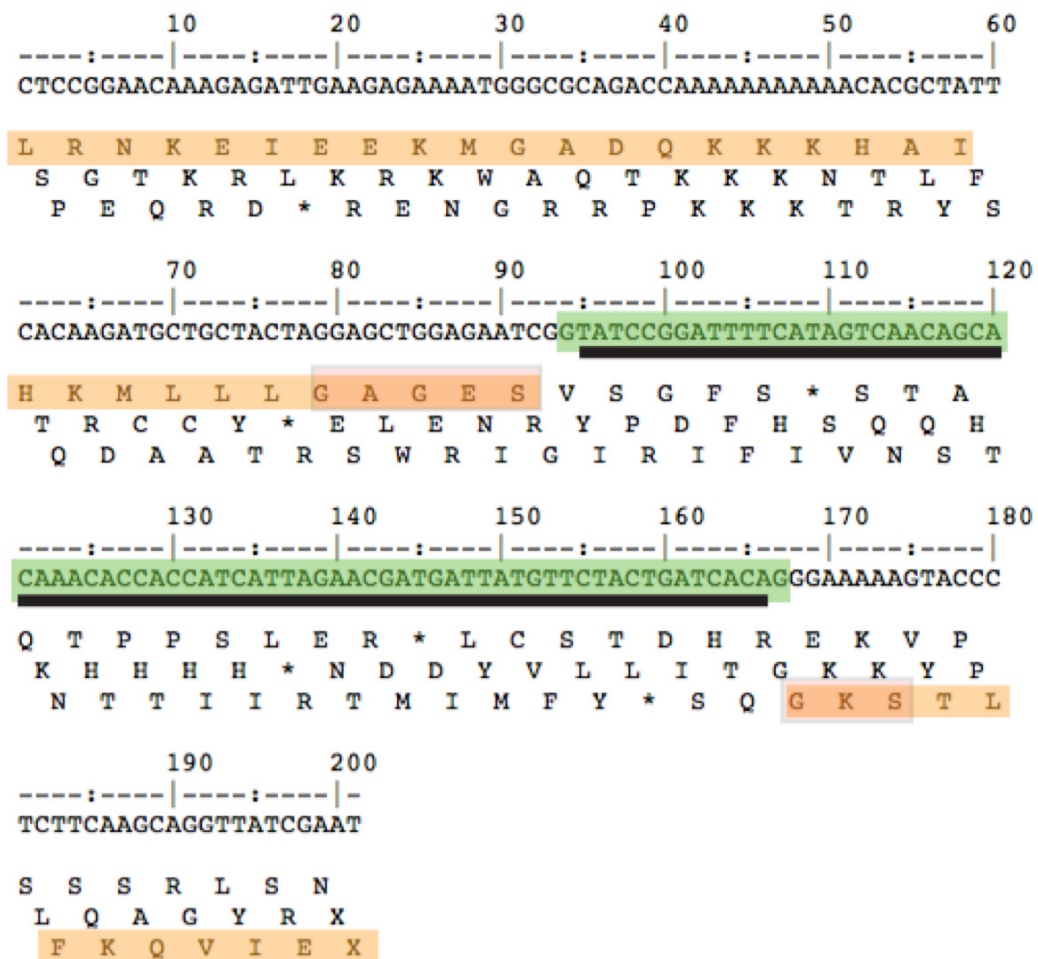 10 20 30 40 50 60
----:----|----:----|----:----|----:----|----:----|----:----|
CTCCGGAACAAAGAGATTGAAGAGAAAATGGGCGCAGACCAAAAAAAAAAACACGCTATT
L R N K E I E E K M G A D Q K K K H A I
S G T K R L K R K W A Q T K K K N T L F
P E Q R D * R E N G R R P K K K T R Y S
70 80 90 100 110 120
----:----|----:----|----:----|----:----|----:----|----:----|
CACAAGATGCTGCTACTAGGAGCTGGAGAATCGGTATCCGGATTTTCATAGTCAACAGCA
H K M L L L G A G E S V S G F S * S T A
T R C C Y * E L E N R Y P D F H S Q Q H
Q D A A T R S W R I G I R I F I V N S T
130 140 150 160 170 180
----:----|----:----|----:----|----:----|----:----|----:----|
CAAACACCACCATCATTAGAACGATGATTATGTTCTACTGATCACAGGGAAAAAGTACCC
Q T P P S L E R * L C S T D H R E K V P
K H H H H * N D D Y V L L I T G K K Y P
N T T I I R T M I M F Y * S Q G K S T L
190 200
----:----|----:----|-
TCTTCAAGCAGGTTATCGAAT
S S S R L S N
L Q A G Y R X
F K Q V I E X